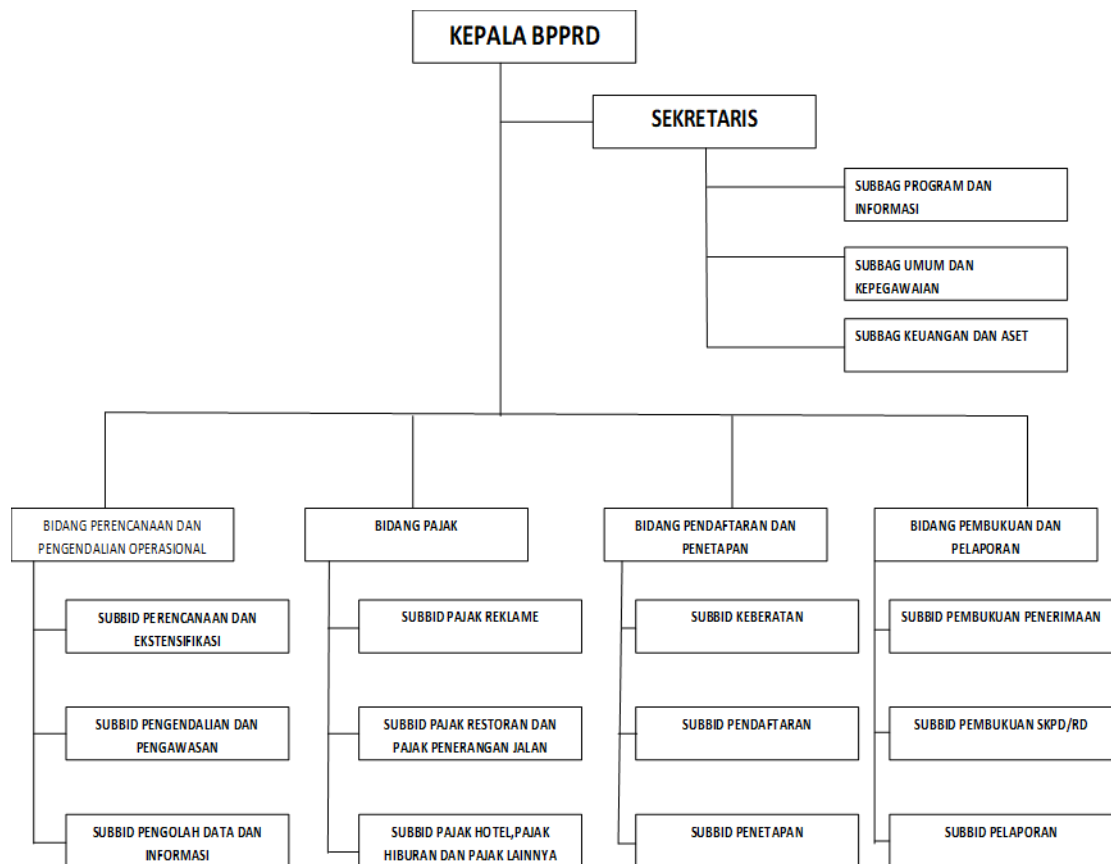 KEPALA BPPRD
SEKRETARIS
SUBBAG PROGRAM DAN
INFORMASI
SUBBAG UMUM DAN
KEPEGAWAIAN
SUBBAG KEUANGAN DAN ASET
BIDANG PERENCANAAN DAN
PENGENDALIAN OPERASIONAL
BIDANG PAJAK
BIDANG PENDAFTARAN DAN
PENETAPAN
BIDANG PEMBUKUAN DAN
PELAPORAN
SUBBID PERENCANAAN DAN
EKSTENSIFIKASI
SUBBID PAJAK REKLAME
SUBBID KEBERATAN
SUBBID PEMBUKUAN PENERIMAAN
SUBBID PENGENDALIAN DAN
PENGAWASAN
SUBBID PAJAK RESTORAN DAN
PAJAK PENERANGAN JALAN
SUBBID PENDAFTARAN
SUBBID PEMBUKUAN SKPD/RD
SUBBID PENGOLAH DATA DAN
INFORMASI
SUBBID PAJAK HOTEL,PAJAK
HIBURAN DAN PAJAK LAINNYA
SUBBID PENETAPAN
SUBBID PELAPORAN